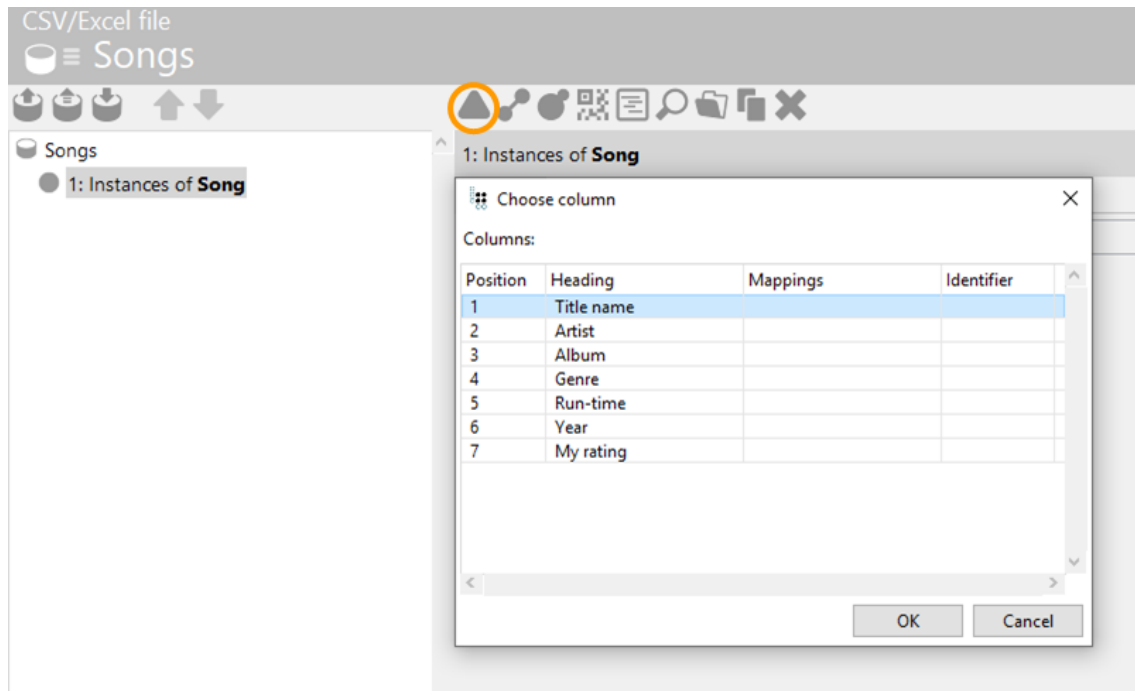 CSV/Excel file
Songs
Songs
1: Instances of Song
1: Instances of Song
Choose column
Columns:
Position Heading Mappings Identifier
1 Title name
2 Artist
3 Album
4 Genre
5 Run-time
6 Year
7 My rating
OK Cancel